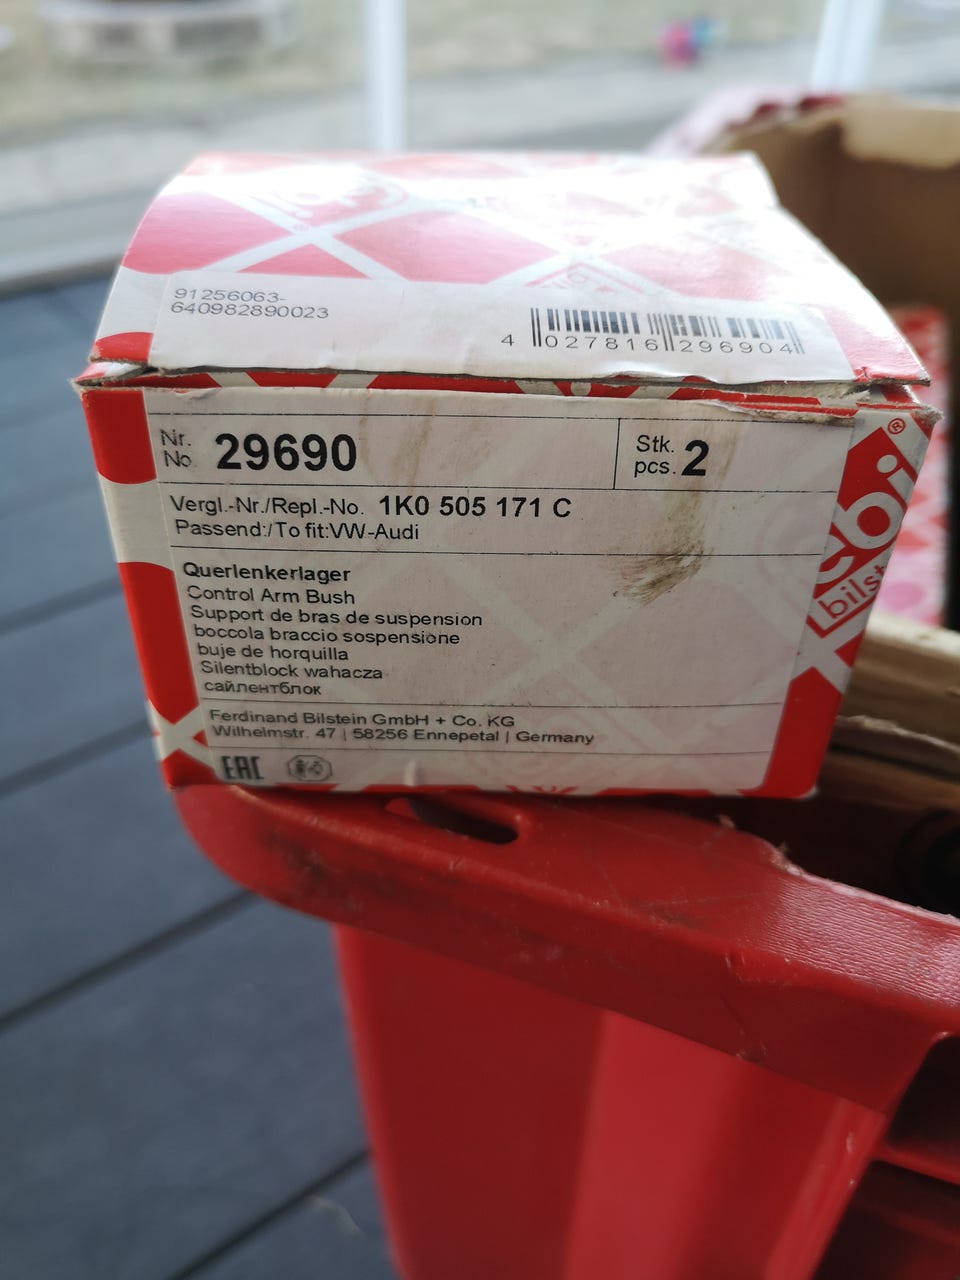 91256063-
640982890023
4 027816 296904
Nr.
No
29690
Stk.
pcs. 2
Vergl.-Nr./Repl.-No. 1K0 505 171 C
Passend:/To fit:VW-Audi
Querlenkerlager
Control Arm Bush
Support de bras de suspension
boccola braccio sospensione
buje de horquilla
Silentblock wahacza
сайлентблок
Ferdinand Bilstein GmbH + Co. KG
Wilhelmstr. 47 | 58256 Ennepetal | Germany
EAC
ebi®
bilst